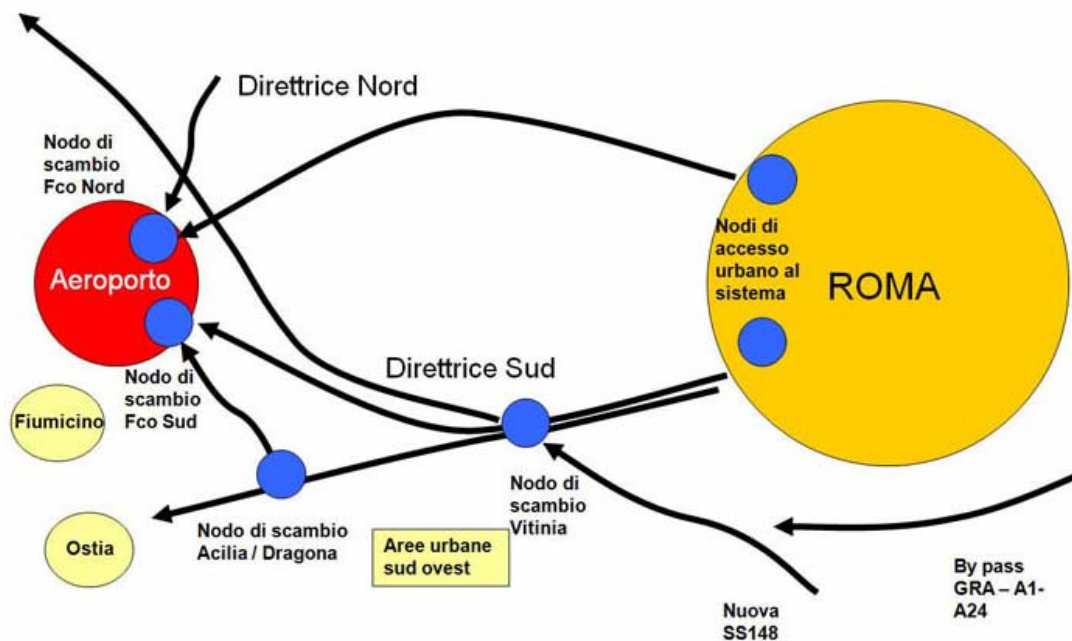 Direttrice Nord
Nodo di
scambio
Fco Nord
Aeroporto
Nodi di
accesso
urbano al
sistema
ROMA
Direttrice Sud
Nodo di
scambio
Fco Sud
Fiumicino
Nodo di
scambio
Vitinia
Ostia
Nodo di scambio
Acilia / Dragona
Aree urbane
sud ovest
Nuova
SS148
By pass
GRA – A1-
A24